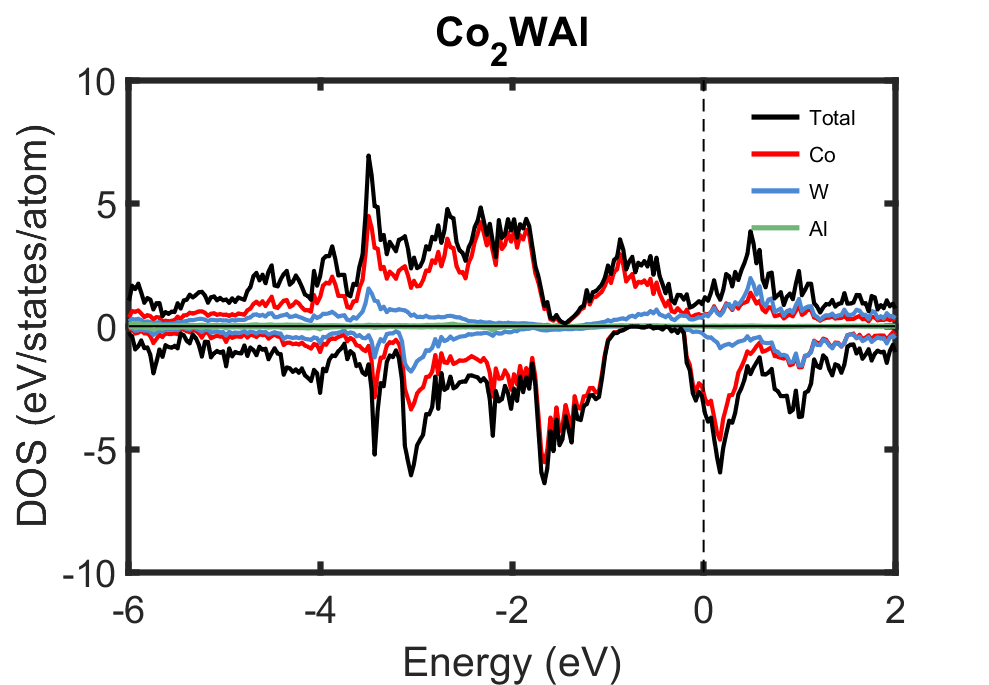 Co₂WAl
10
5
0
-5
-10
DOS (eV/states/atom)
Total
Co
W
Al
-6 -4 -2 0 2
Energy (eV)